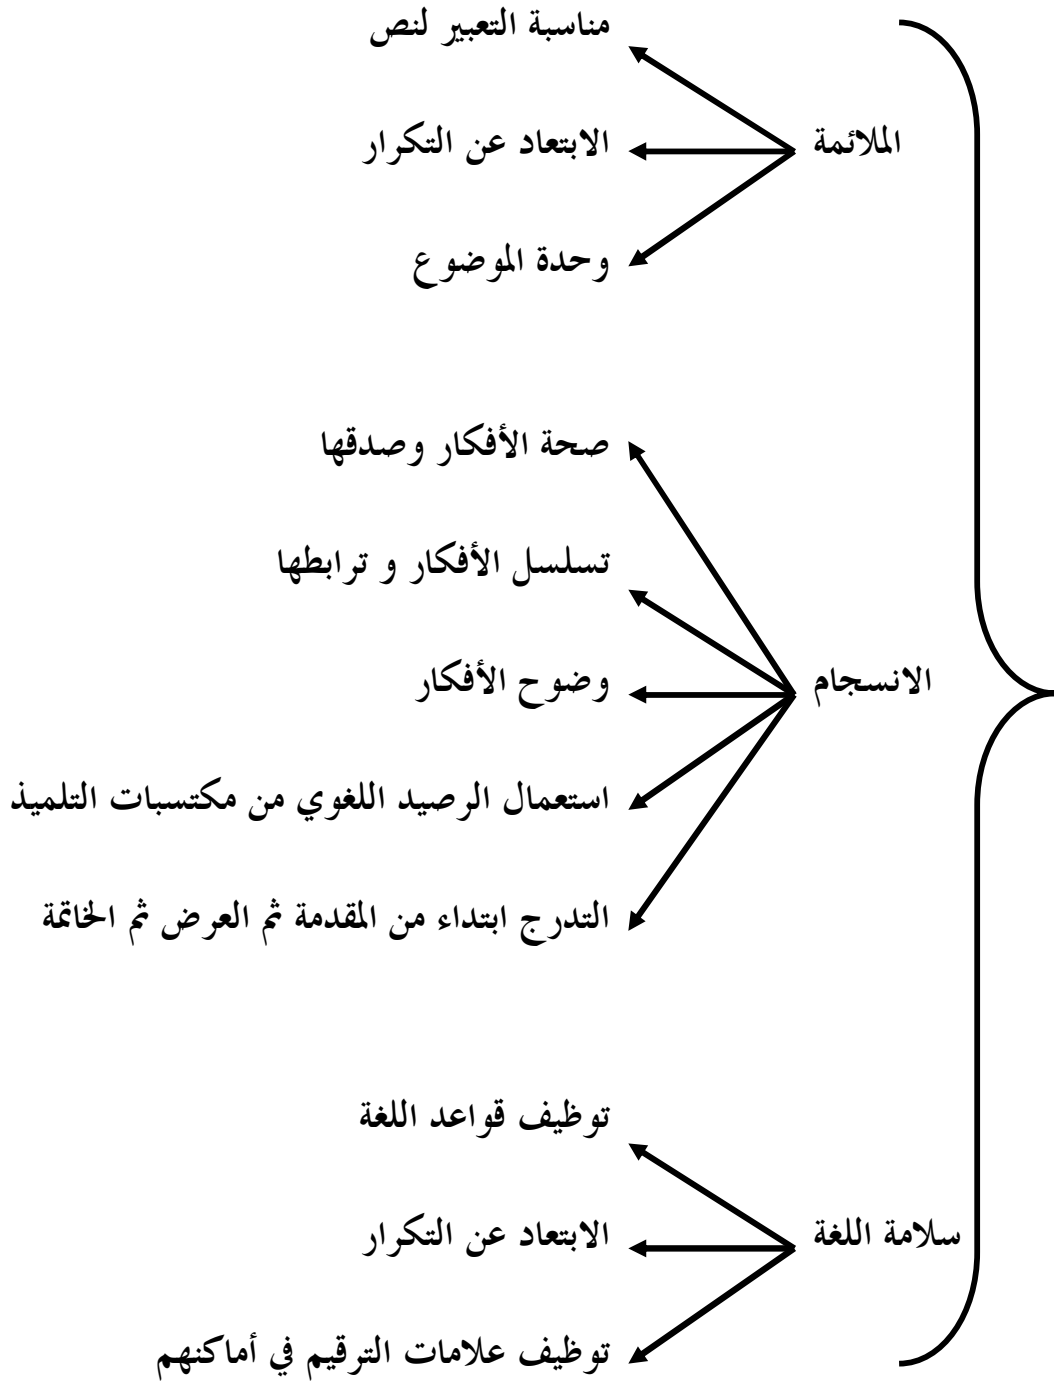 مناسبة التعبير لنص
الملائمة
الابتعاد عن التكرار
وحدة الموضوع
صحة الأفكار وصدقها
تسلسل الأفكار و ترابطها
الانسجام
وضوح الأفكار
استعمال الرصيد اللغوي من مكتسبات التلميذ
التدرج ابتداء من المقدمة ثم العرض ثم الخاتمة
توظيف قواعد اللغة
سلامة اللغة
الابتعاد عن التكرار
توظيف علامات الترقيم في أماكنهم